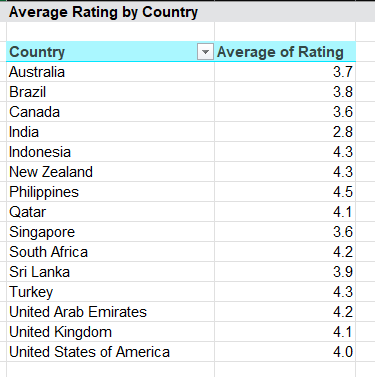 Average Rating by Country
Country Average of Rating
Australia 3.7
Brazil 3.8
Canada 3.6
India 2.8
Indonesia 4.3
New Zealand 4.3
Philippines 4.5
Qatar 4.1
Singapore 3.6
South Africa 4.2
Sri Lanka 3.9
Turkey 4.3
United Arab Emirates 4.2
United Kingdom 4.1
United States of America 4.0